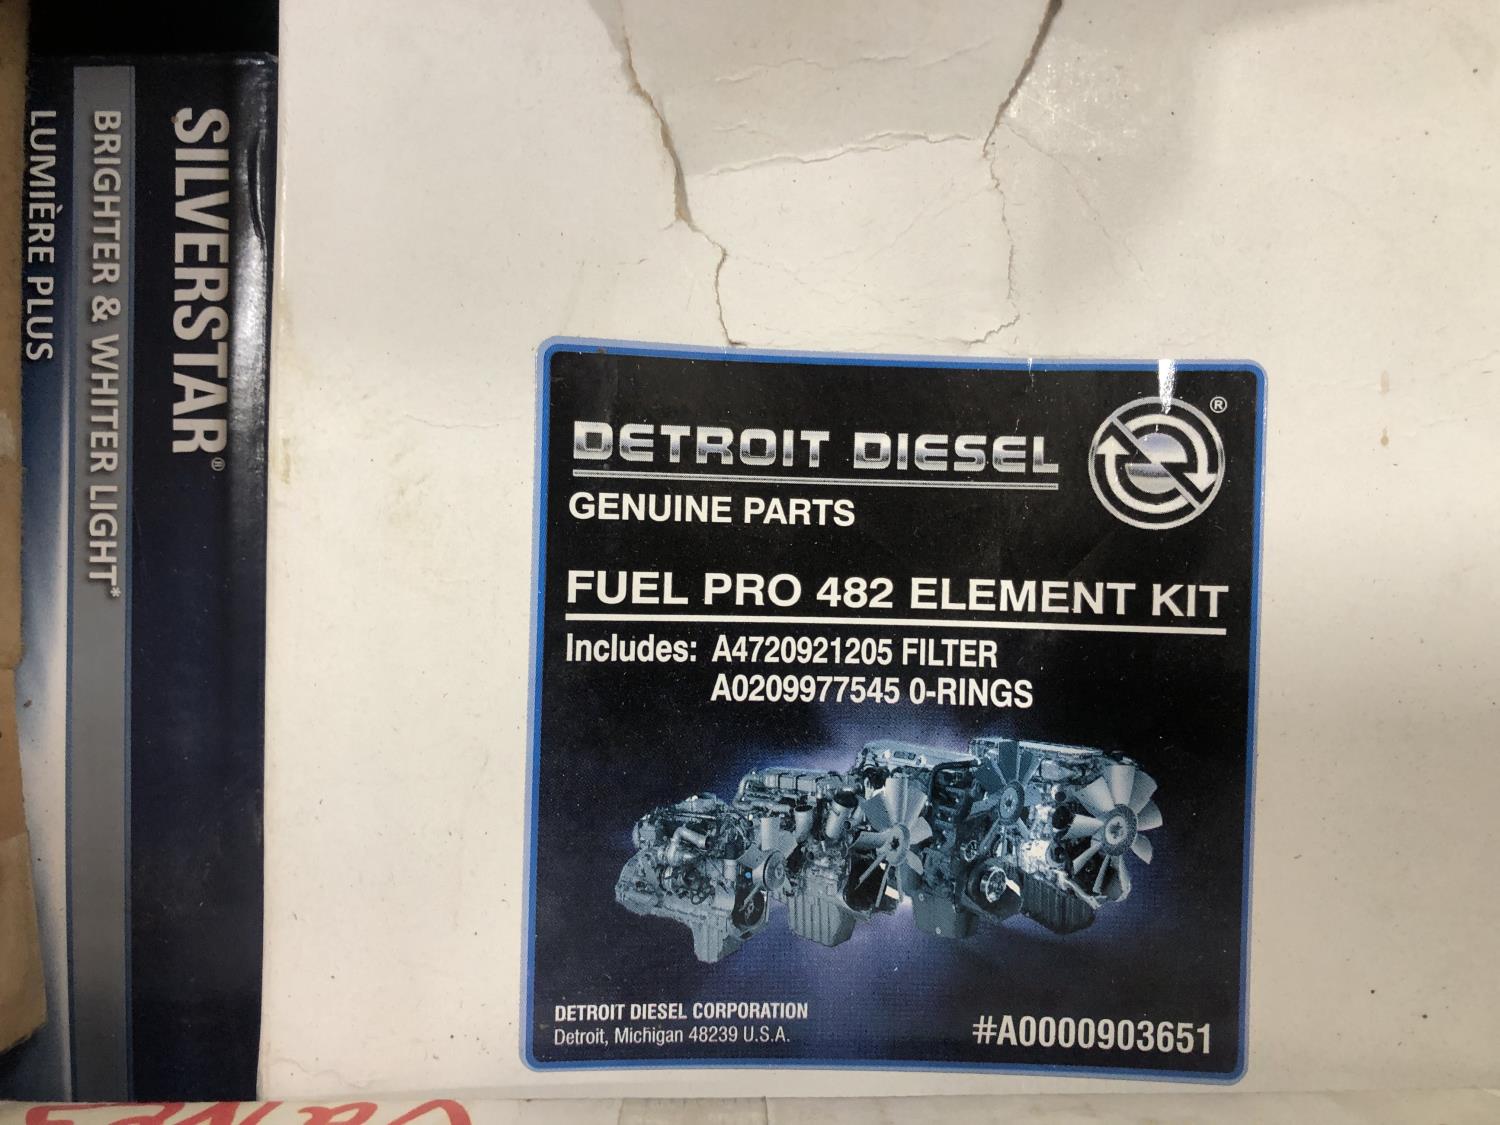 SILVERSTAR®
BRIGHTER & WHITER LIGHT*
LUMIÈRE PLUS
DETROIT DIESEL ®
GENUINE PARTS
FUEL PRO 482 ELEMENT KIT
Includes: A4720921205 FILTER
A0209977545 0-RINGS
DETROIT DIESEL CORPORATION
Detroit, Michigan 48239 U.S.A.
#A0000903651